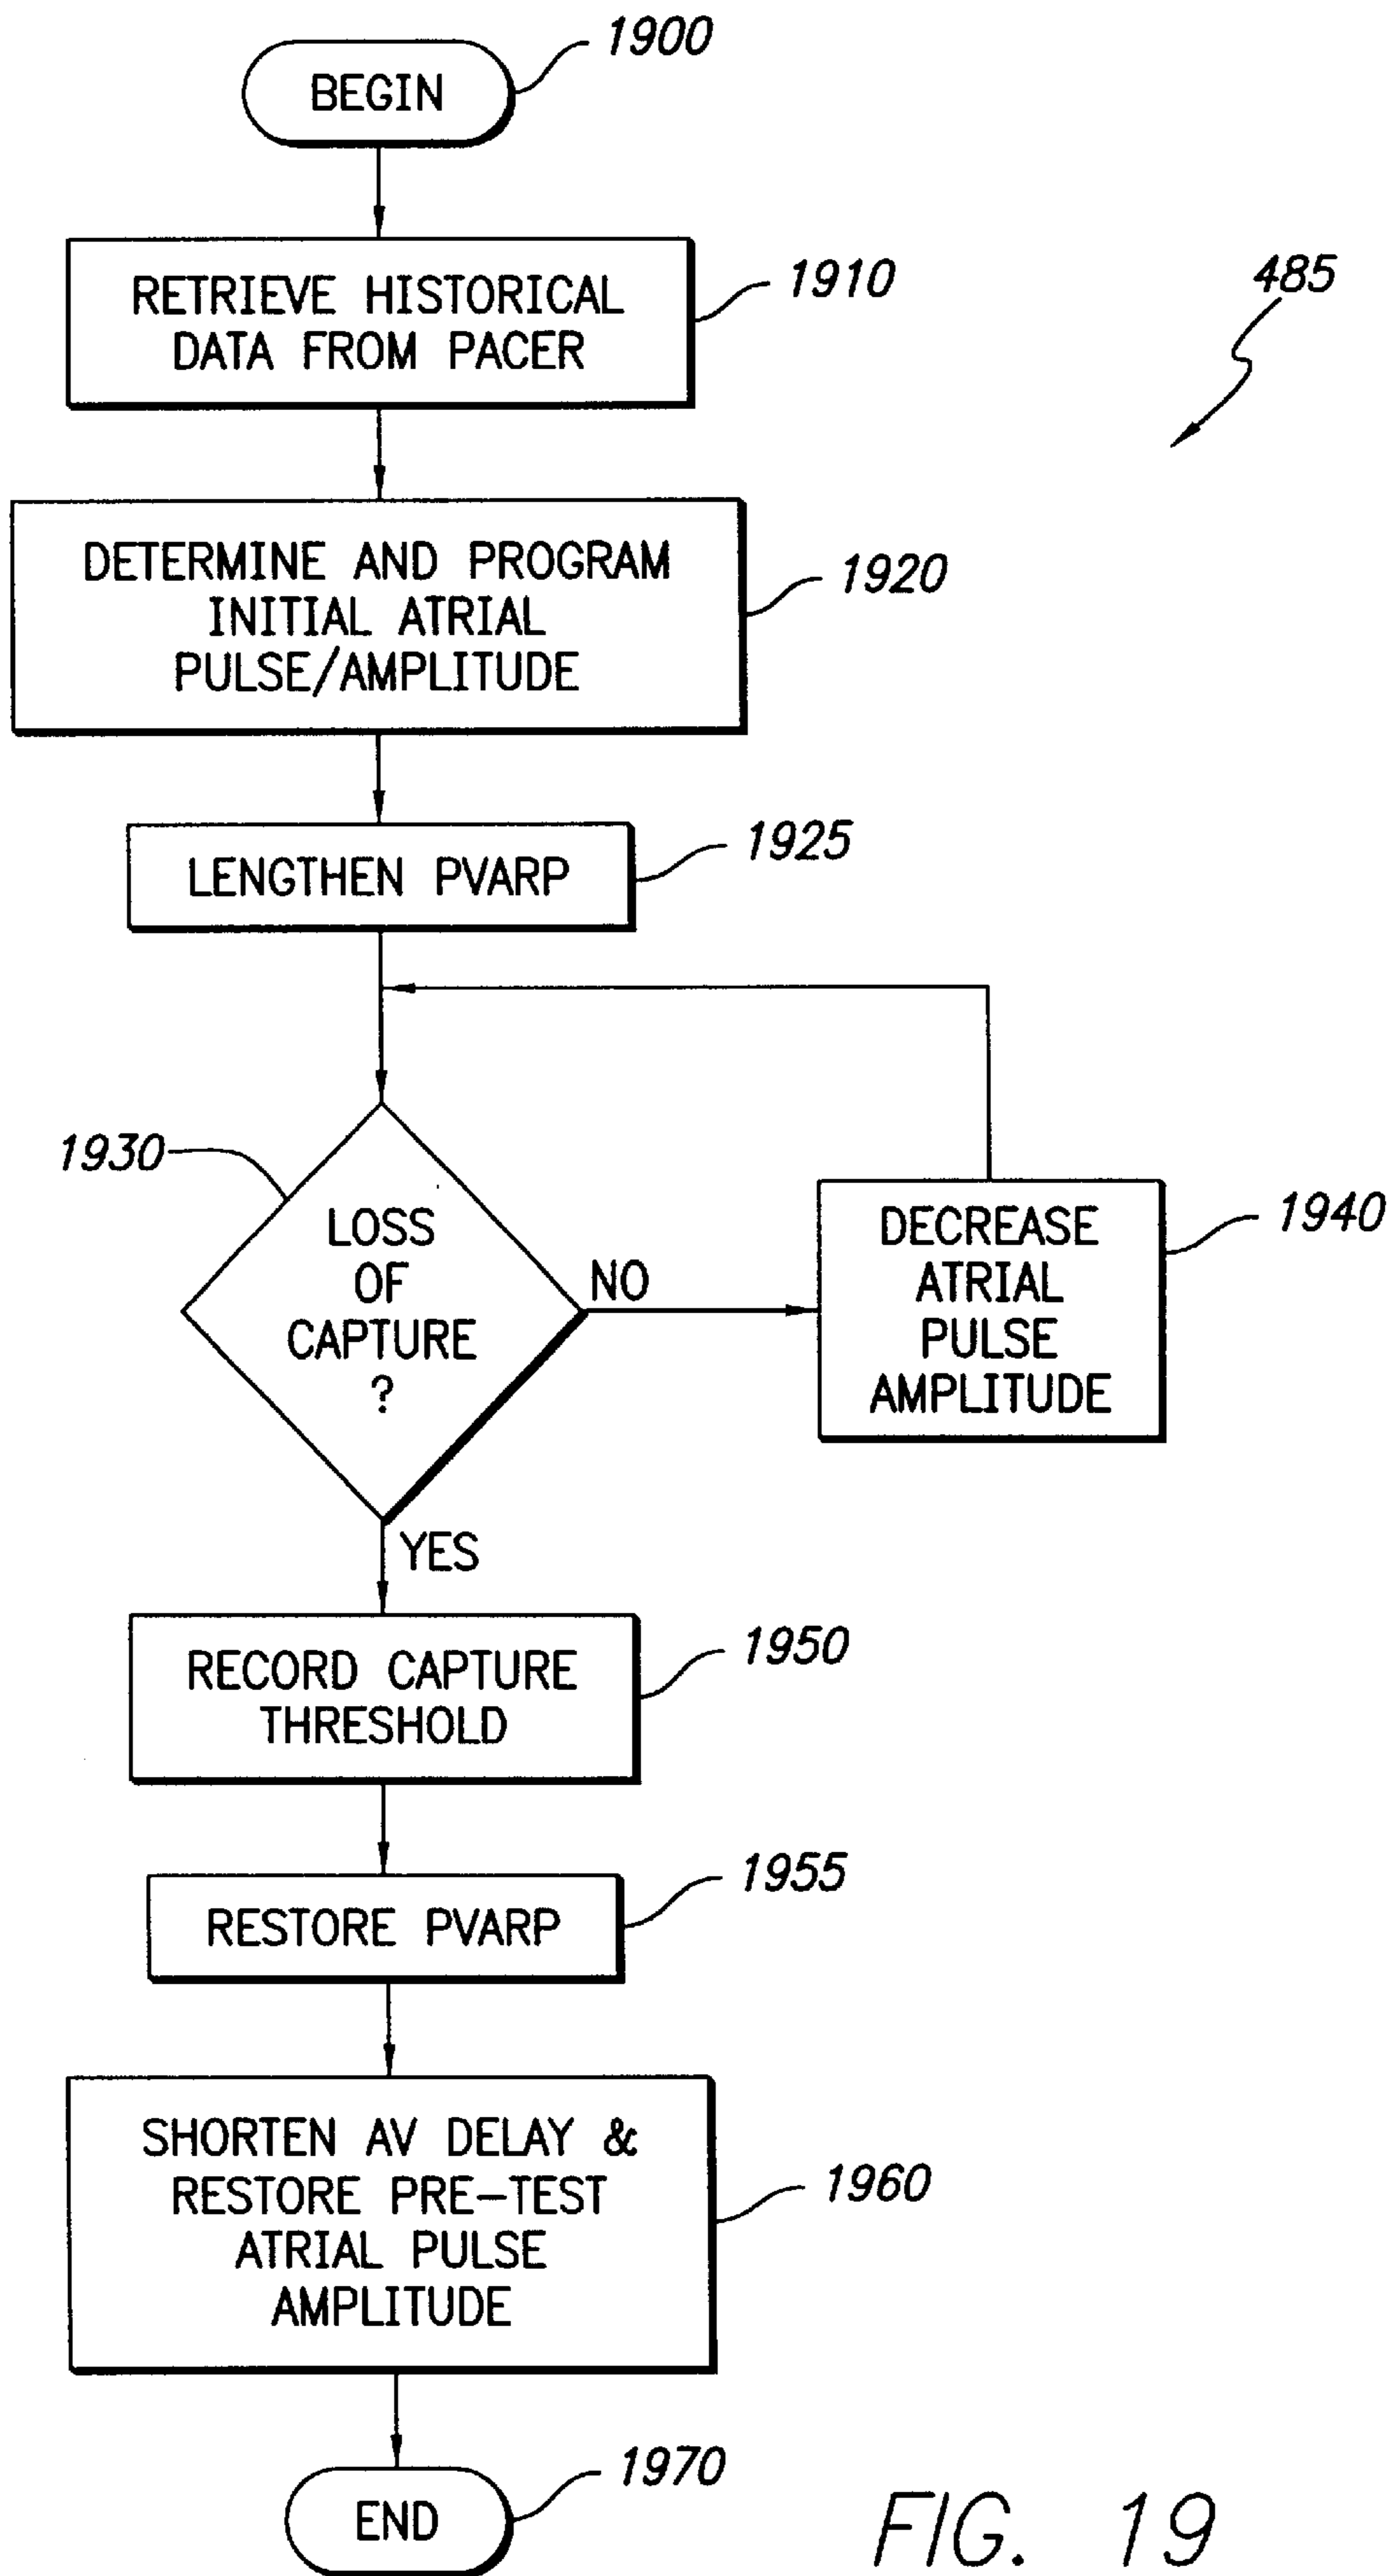 BEGIN
1900
RETRIEVE HISTORICAL
DATA FROM PACER
1910
485
DETERMINE AND PROGRAM
INITIAL ATRIAL
PULSE/AMPLITUDE
1920
LENGTHEN PVARP
1925
1930
LOSS
OF
CAPTURE
?
NO
DECREASE
ATRIAL
PULSE
AMPLITUDE
1940
YES
RECORD CAPTURE
THRESHOLD
1950
RESTORE PVARP
1955
SHORTEN AV DELAY &
RESTORE PRE-TEST
ATRIAL PULSE
AMPLITUDE
1960
END
1970
FIG. 19